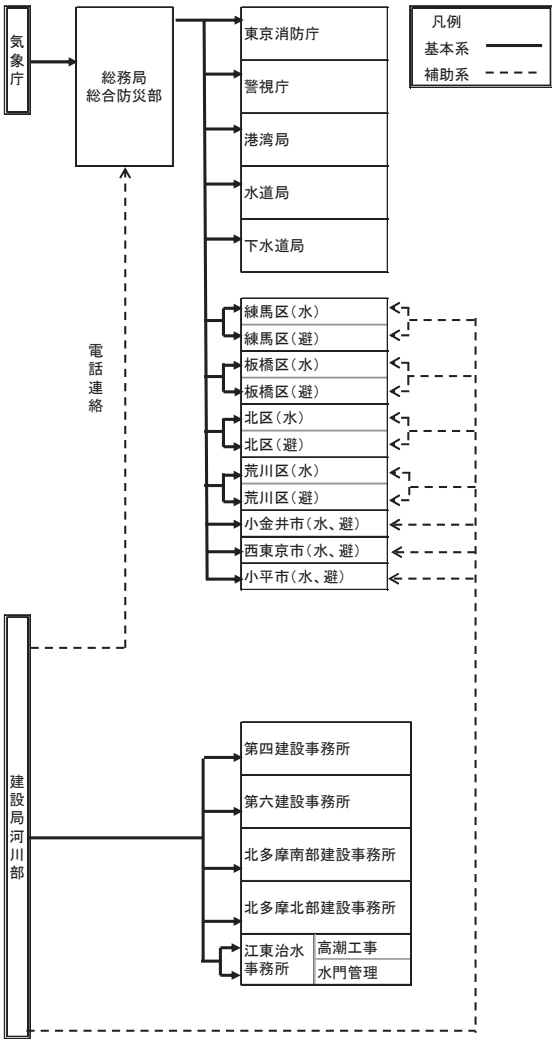 気象庁
総務局
総合防災部
東京消防庁
警視庁
港湾局
水道局
下水道局
凡例
基本系
補助系
練馬区(水)
練馬区(避)
板橋区(水)
板橋区(避)
北区(水)
北区(避)
荒川区(水)
荒川区(避)
小金井市(水、避)
西東京市(水、避)
小平市(水、避)
電話連絡
建設局河川部
第四建設事務所
第六建設事務所
北多摩南部建設事務所
北多摩北部建設事務所
江東治水
事務所
高潮工事
水門管理